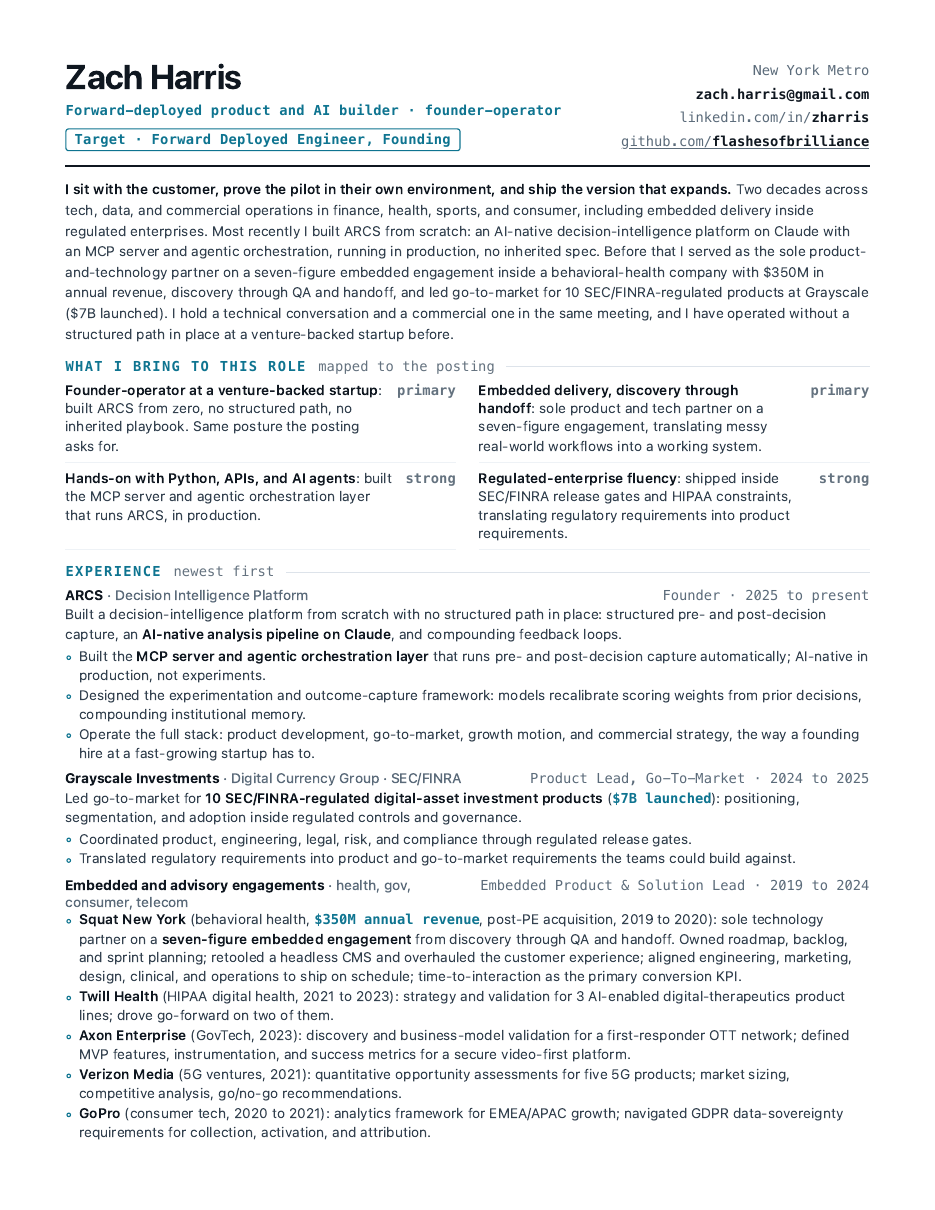 Zach Harris
Forward-deployed product and AI builder · founder-operator
Target · Forward Deployed Engineer, Founding
New York Metro
zach.harris@gmail.com
linkedin.com/in/zharris
github.com/flashesofbrilliance
I sit with the customer, prove the pilot in their own environment, and ship the version that expands. Two decades across
tech, data, and commercial operations in finance, health, sports, and consumer, including embedded delivery inside
regulated enterprises. Most recently I built ARCS from scratch: an AI-native decision-intelligence platform on Claude with
an MCP server and agentic orchestration, running in production, no inherited spec. Before that I served as the sole product-
and-technology partner on a seven-figure embedded engagement inside a behavioral-health company with $350M in
annual revenue, discovery through QA and handoff, and led go-to-market for 10 SEC/FINRA-regulated products at Grayscale
($7B launched). I hold a technical conversation and a commercial one in the same meeting, and I have operated without a
structured path in place at a venture-backed startup before.
WHAT I BRING TO THIS ROLE mapped to the posting
Founder-operator at a venture-backed startup: primary
built ARCS from zero, no structured path, no
inherited playbook. Same posture the posting
asks for.
Embedded delivery, discovery through primary
handoff: sole product and tech partner on a
seven-figure engagement, translating messy
real-world workflows into a working system.
Hands-on with Python, APIs, and AI agents: built strong
the MCP server and agentic orchestration layer
that runs ARCS, in production.
Regulated-enterprise fluency: shipped inside strong
SEC/FINRA release gates and HIPAA constraints,
translating regulatory requirements into product
requirements.
EXPERIENCE newest first
ARCS · Decision Intelligence Platform Founder · 2025 to present
Built a decision-intelligence platform from scratch with no structured path in place: structured pre- and post-decision
capture, an AI-native analysis pipeline on Claude, and compounding feedback loops.
Built the MCP server and agentic orchestration layer that runs pre- and post-decision capture automatically; AI-native in
production, not experiments.
Designed the experimentation and outcome-capture framework: models recalibrate scoring weights from prior decisions,
compounding institutional memory.
Operate the full stack: product development, go-to-market, growth motion, and commercial strategy, the way a founding
hire at a fast-growing startup has to.
Grayscale Investments · Digital Currency Group · SEC/FINRA Product Lead, Go-To-Market · 2024 to 2025
Led go-to-market for 10 SEC/FINRA-regulated digital-asset investment products ($7B launched): positioning,
segmentation, and adoption inside regulated controls and governance.
Coordinated product, engineering, legal, risk, and compliance through regulated release gates.
Translated regulatory requirements into product and go-to-market requirements the teams could build against.
Embedded and advisory engagements · health, gov, Embedded Product & Solution Lead · 2019 to 2024
consumer, telecom
Squat New York (behavioral health, $350M annual revenue, post-PE acquisition, 2019 to 2020): sole technology
partner on a seven-figure embedded engagement from discovery through QA and handoff. Owned roadmap, backlog,
and sprint planning; retooled a headless CMS and overhauled the customer experience; aligned engineering, marketing,
design, clinical, and operations to ship on schedule; time-to-interaction as the primary conversion KPI.
Twill Health (HIPAA digital health, 2021 to 2023): strategy and validation for 3 AI-enabled digital-therapeutics product
lines; drove go-forward on two of them.
Axon Enterprise (GovTech, 2023): discovery and business-model validation for a first-responder OTT network; defined
MVP features, instrumentation, and success metrics for a secure video-first platform.
Verizon Media (5G ventures, 2021): quantitative opportunity assessments for five 5G products; market sizing,
competitive analysis, go/no-go recommendations.
GoPro (consumer tech, 2020 to 2021): analytics framework for EMEA/APAC growth; navigated GDPR data-sovereignty
requirements for collection, activation, and attribution.